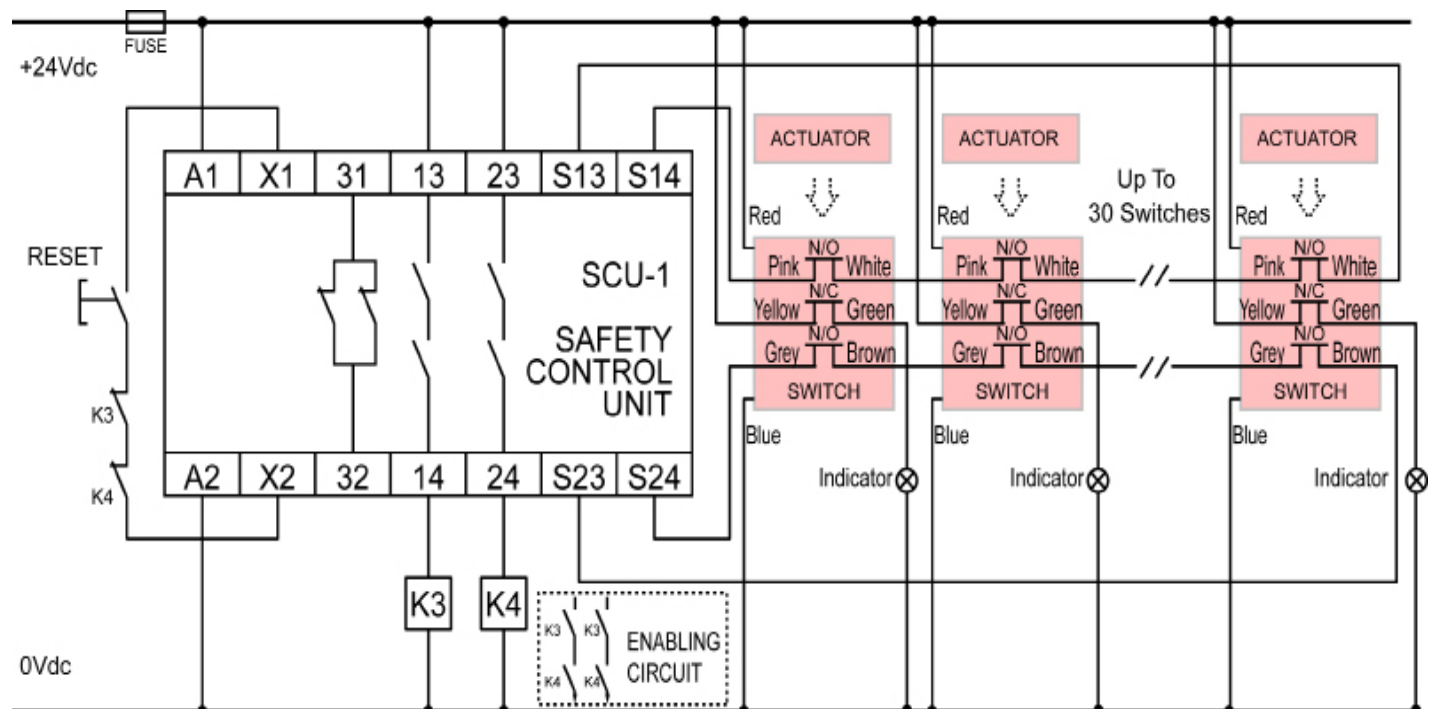 FUSE
+24Vdc
ACTUATOR
ACTUATOR
ACTUATOR
A1 X1 31 13 23 S13 S14
Up To
30 Switches
Red
Red
Red
RESET
SCU-1
SAFETY
CONTROL
UNIT
N/O
Pink White
N/C
Yellow Green
N/O
Grey Brown
SWITCH
N/O
Pink White
N/C
Yellow Green
N/O
Grey Brown
SWITCH
N/O
Pink White
N/C
Yellow Green
N/O
Grey Brown
SWITCH
K3
K4
Blue
Blue
Blue
A2 X2 32 14 24 S23 S24
Indicator
Indicator
Indicator
K3
K4
K3 K3
K4 K4
ENABLING
CIRCUIT
0Vdc